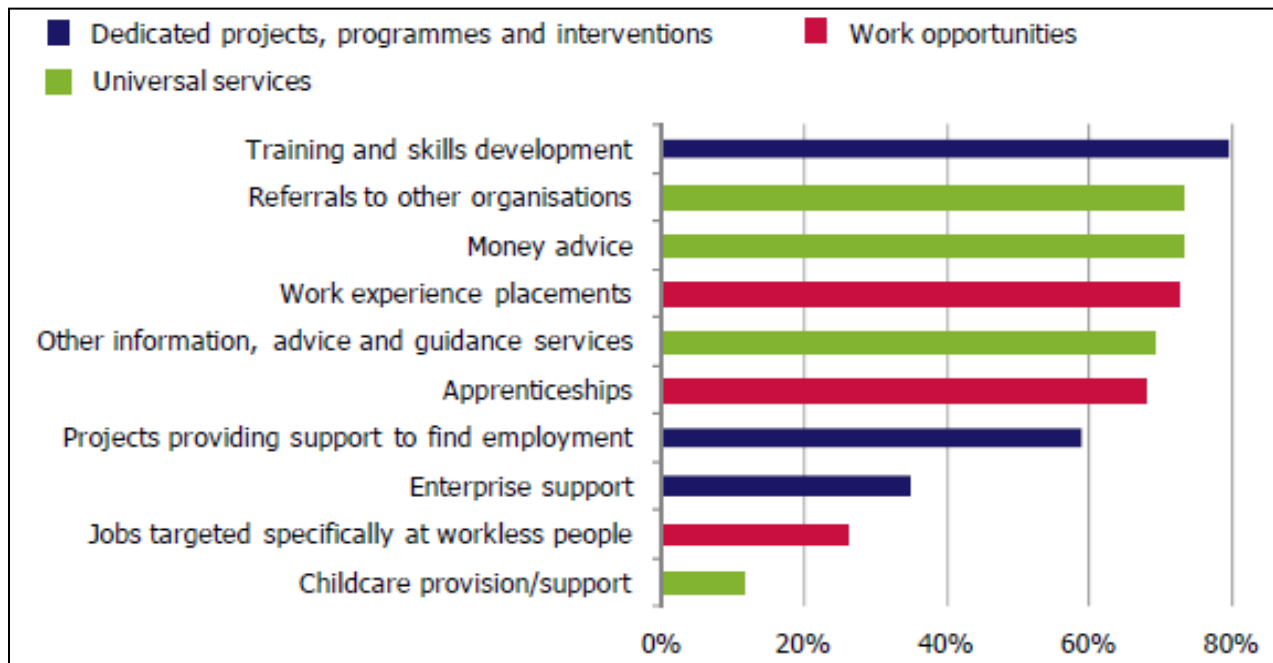 Dedicated projects, programmes and interventions
Work opportunities
Universal services
Training and skills development
Referrals to other organisations
Money advice
Work experience placements
Other information, advice and guidance services
Apprenticeships
Projects providing support to find employment
Enterprise support
Jobs targeted specifically at workless people
Childcare provision/support
0% 20% 40% 60% 80%